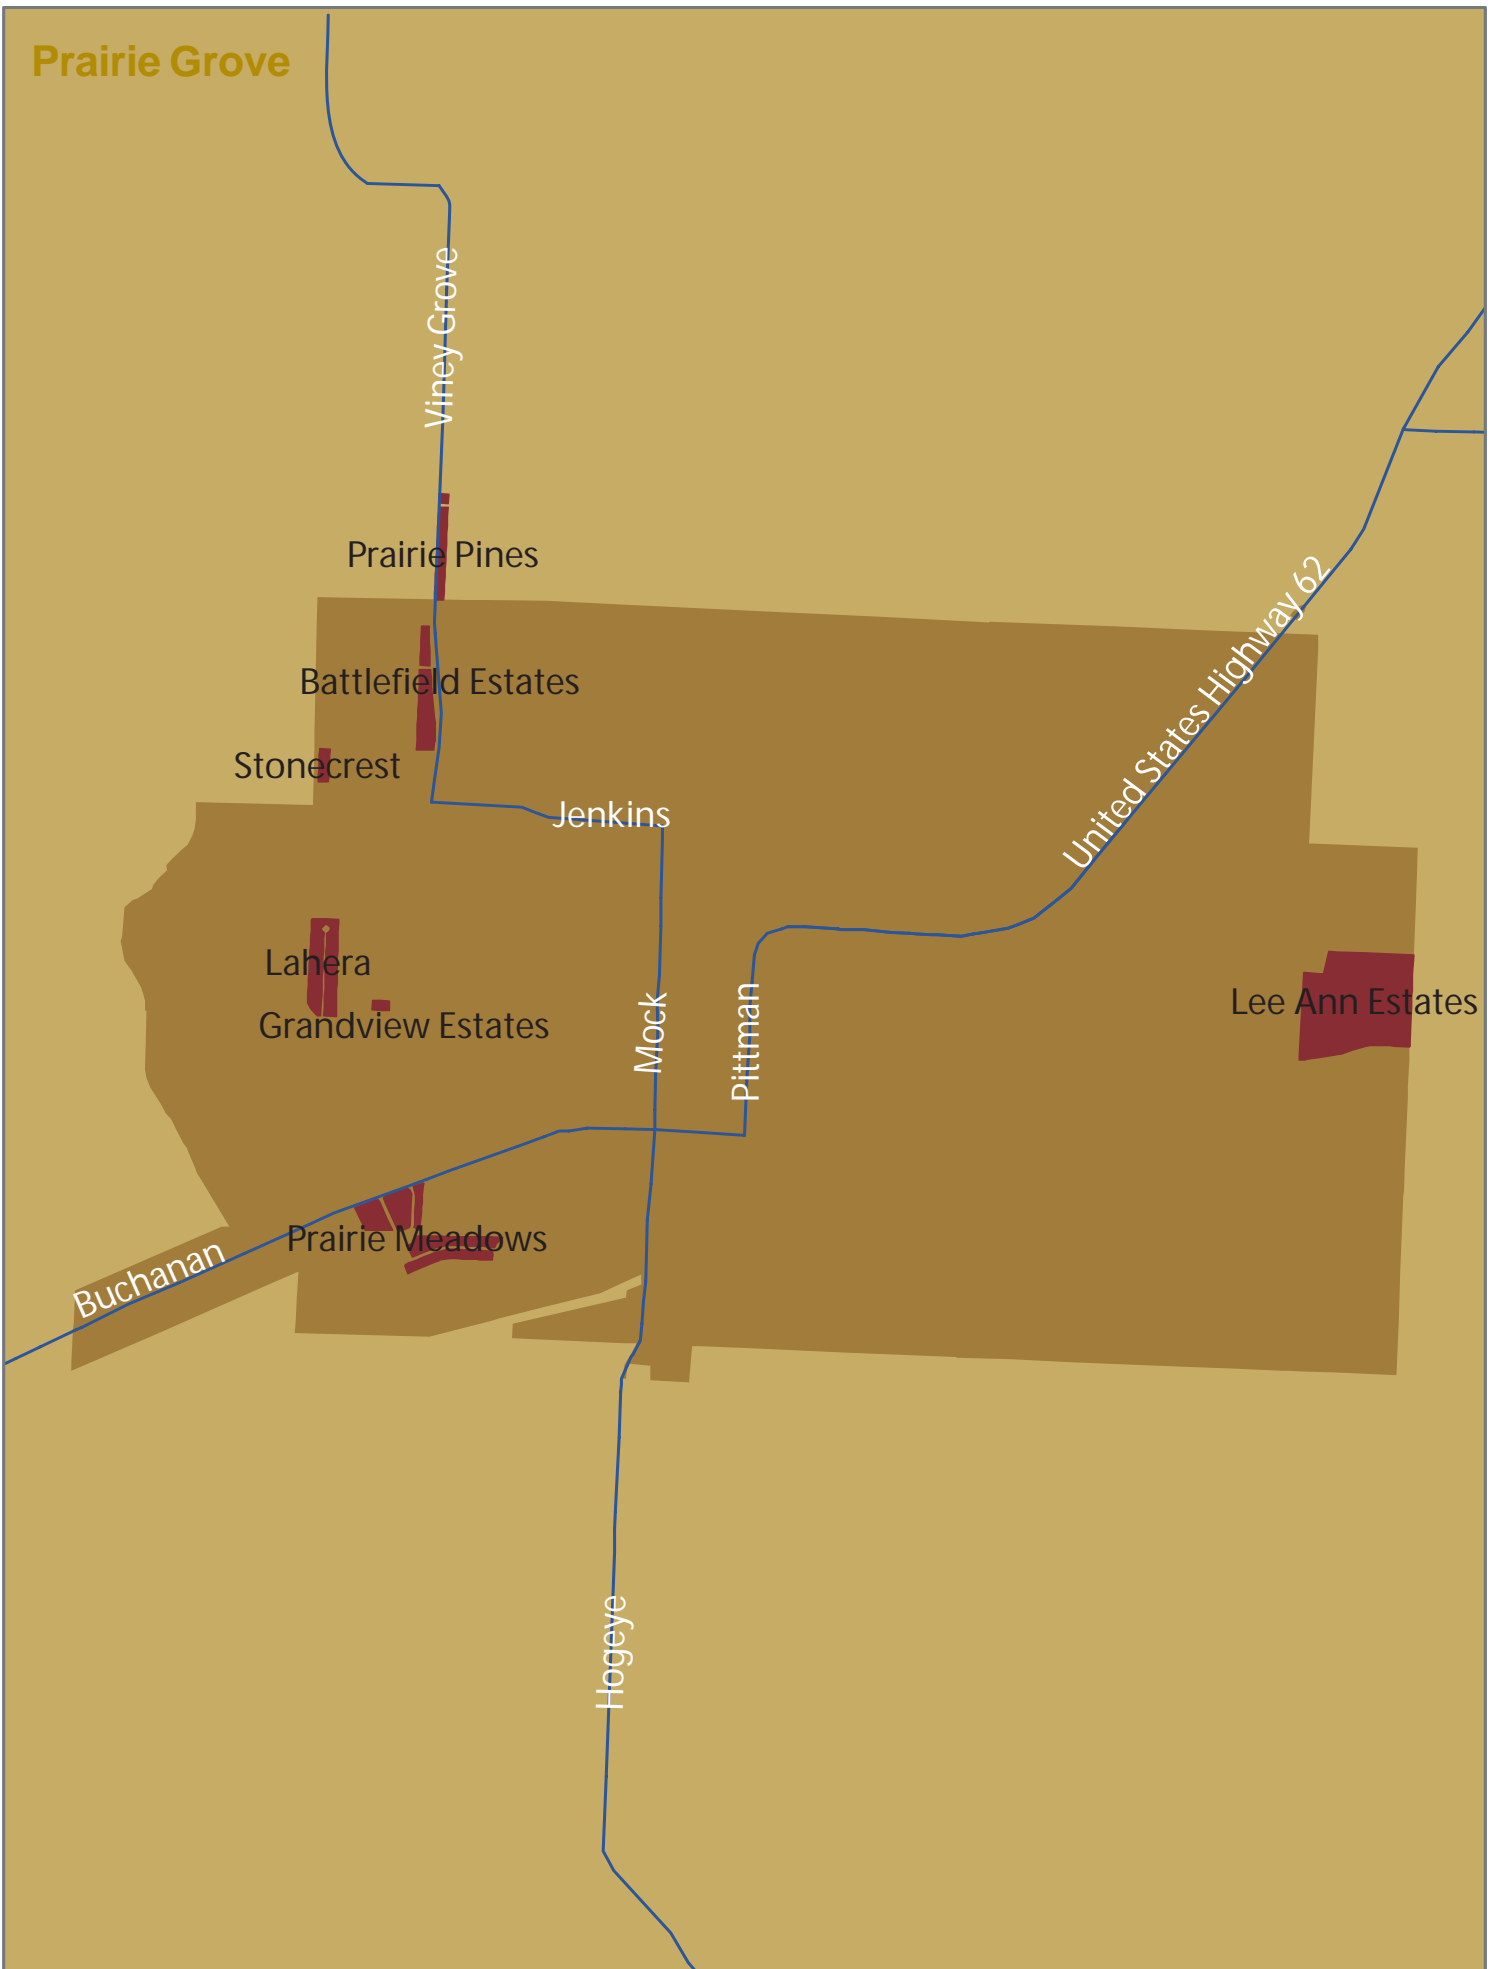 Prairie Grove
Viney Grove
Prairie Pines
United States Highway 62
Battlefield Estates
Stonecrest
Jenkins
Lahera
Lee Ann Estates
Grandview Estates
Mock
Pittman
Prairie Meadows
Buchanan
Hogeye